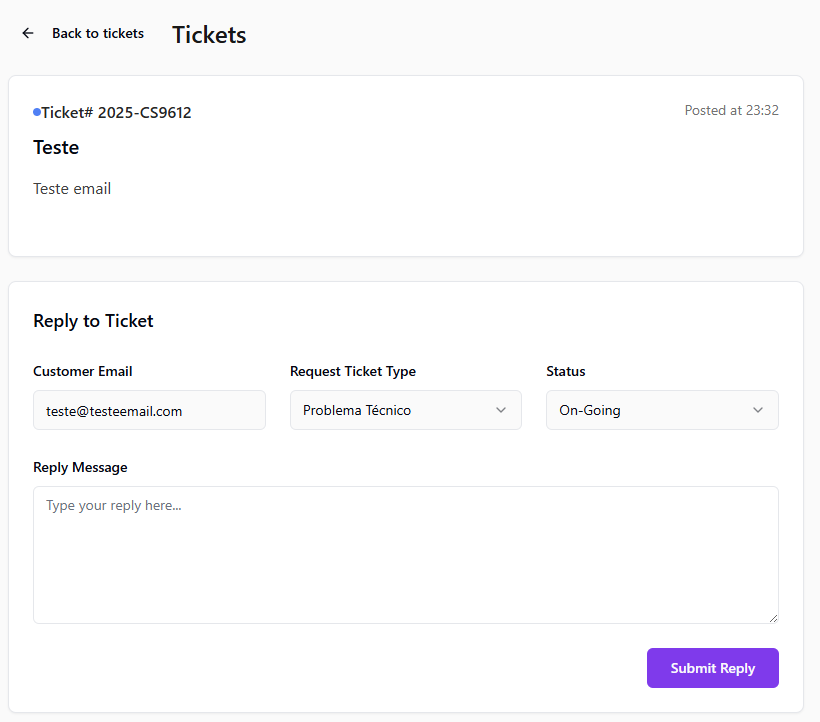 Back to tickets
Tickets
Ticket# 2025-CS9612
Posted at 23:32
Teste
Teste email
Reply to Ticket
Customer Email
Request Ticket Type
Status
teste@testeemail.com
Problema Técnico
On-Going
Reply Message
Type your reply here...
Submit Reply